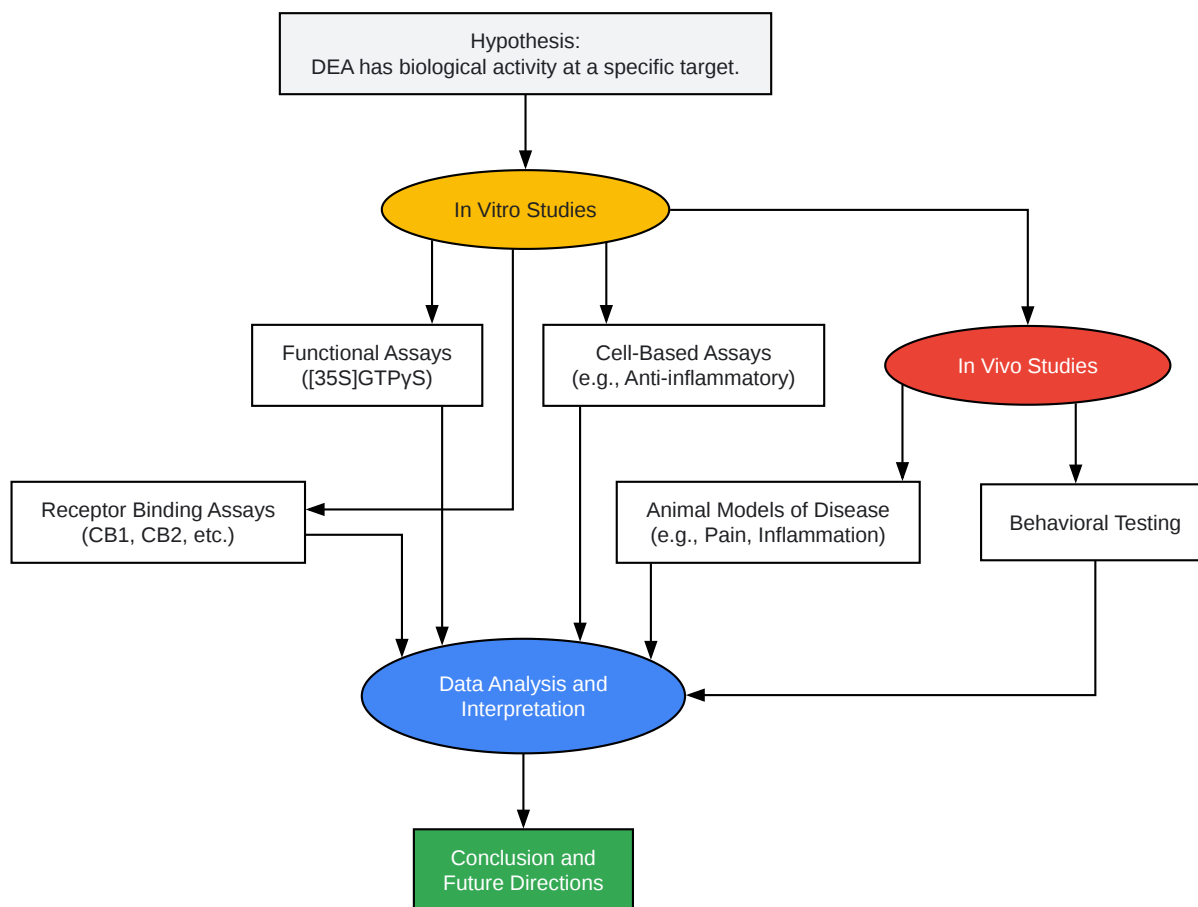 Hypothesis:
DEA has biological activity at a specific target.
In Vitro Studies
Functional Assays
([35S]GTPγS)
Cell-Based Assays
(e.g., Anti-inflammatory)
In Vivo Studies
Receptor Binding Assays
(CB1, CB2, etc.)
Animal Models of Disease
(e.g., Pain, Inflammation)
Behavioral Testing
Data Analysis and
Interpretation
Conclusion and
Future Directions